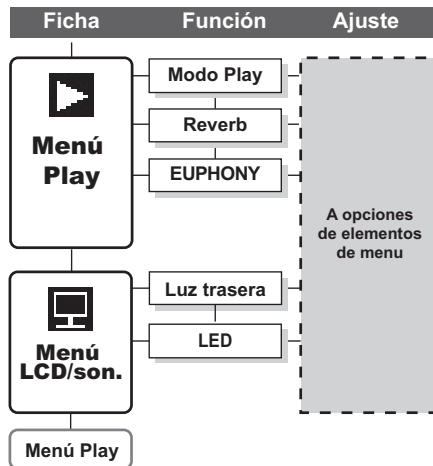 Ficha Función Ajuste
Menú
Play
Modo Play
Reverb
EUPHONY
A opciones
de elementos
de menu
Menú
LCD/son.
Luz trasera
LED
Menú Play